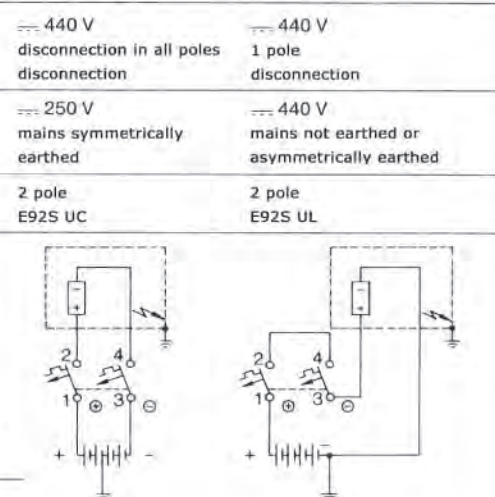 ⎓ 440 V
disconnection in all poles
disconnection
⎓ 440 V
1 pole
disconnection
⎓ 250 V
mains symmetrically
earthed
⎓ 440 V
mains not earthed or
asymmetrically earthed
2 pole
E92S UC
2 pole
E92S UL
-
+
2 4
1 ⊕ 3 ⊖
+ -
-
+
2 4
1 ⊕ 3 ⊖
+ -